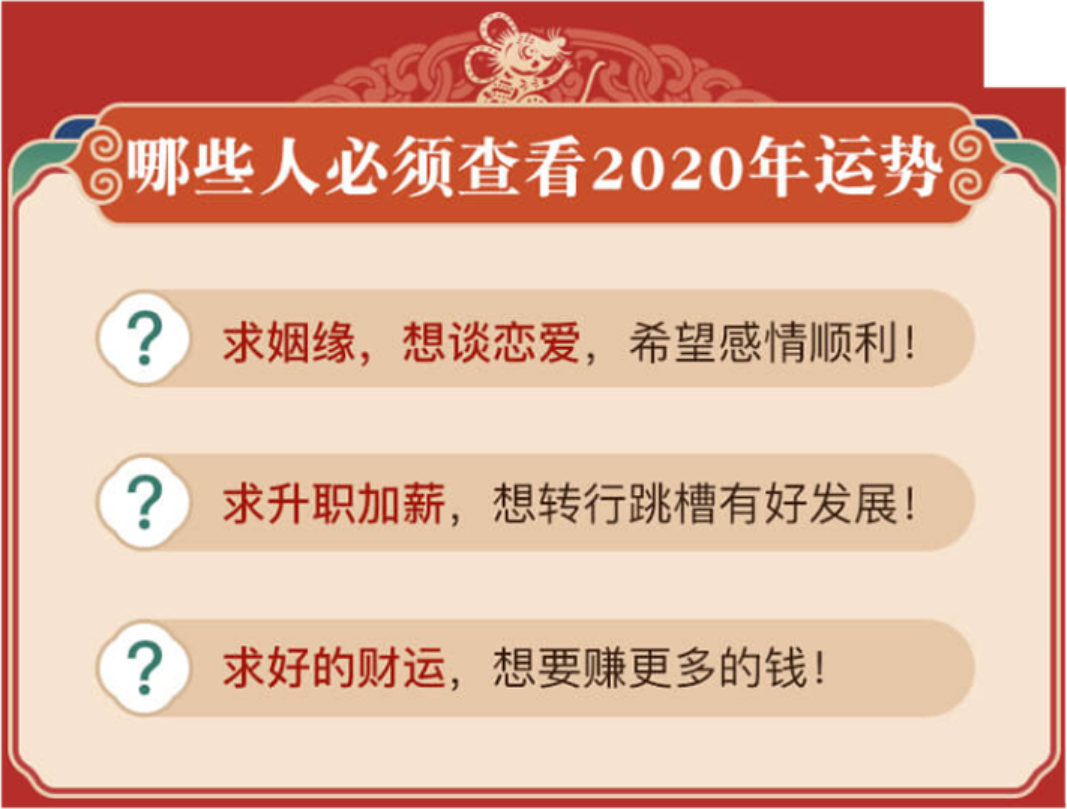 哪些人必须查看2020年运势
?
求姻缘，想谈恋爱，希望感情顺利！
?
求升职加薪，想转行跳槽有好发展！
?
求好的财运，想要赚更多的钱！